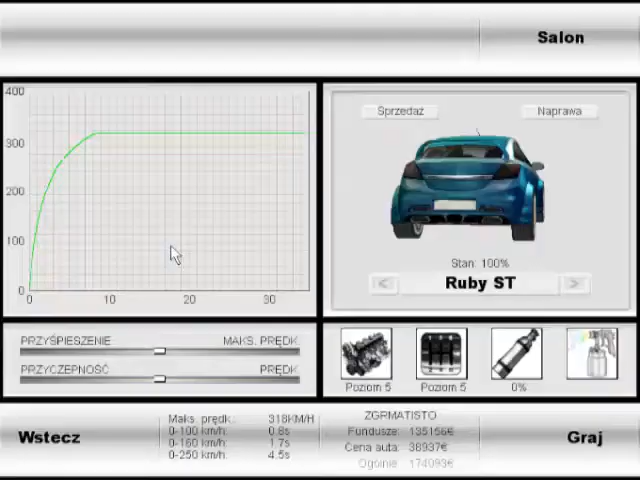 Salon
400
300
200
100
0
0 10 20 30
Sprzedaż
Naprawa
Stan: 100%
<
Ruby ST
>
PRZYŚPIESZENIE
MAKS. PRĘDK.
PRZYCZEPNOŚĆ
PRĘDK.
Poziom 5
Poziom 5
0%
Wstecz
Maks. prędk.: 318KM/H
0-100 km/h: 0.8s
0-160 km/h: 1.7s
0-250 km/h: 4.5s
ZGRMATISTO
Fundusze: 135156€
Cena auta: 38937€
Ogólnie: 174093€
Graj